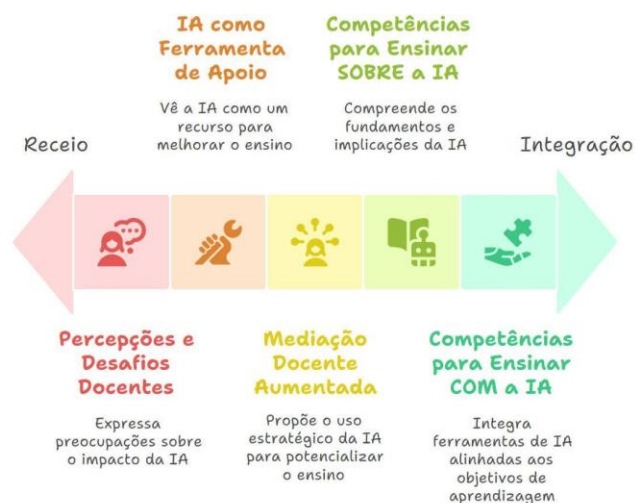 IA como
Ferramenta
de Apoio
Vê a IA como um
recurso para
melhorar o ensino
Competências
para Ensinar
SOBRE a IA
Compreende os
fundamentos e
implicações da IA
Receio
Integração
Percepções e
Desafios
Docentes
Expressa
preocupações sobre
o impacto da IA
Mediação
Docente
Aumentada
Propõe o uso
estratégico da IA
para potencializar
o ensino
Competências
para Ensinar
COM a IA
Integra
ferramentas de IA
alinhadas aos
objetivos de
aprendizagem